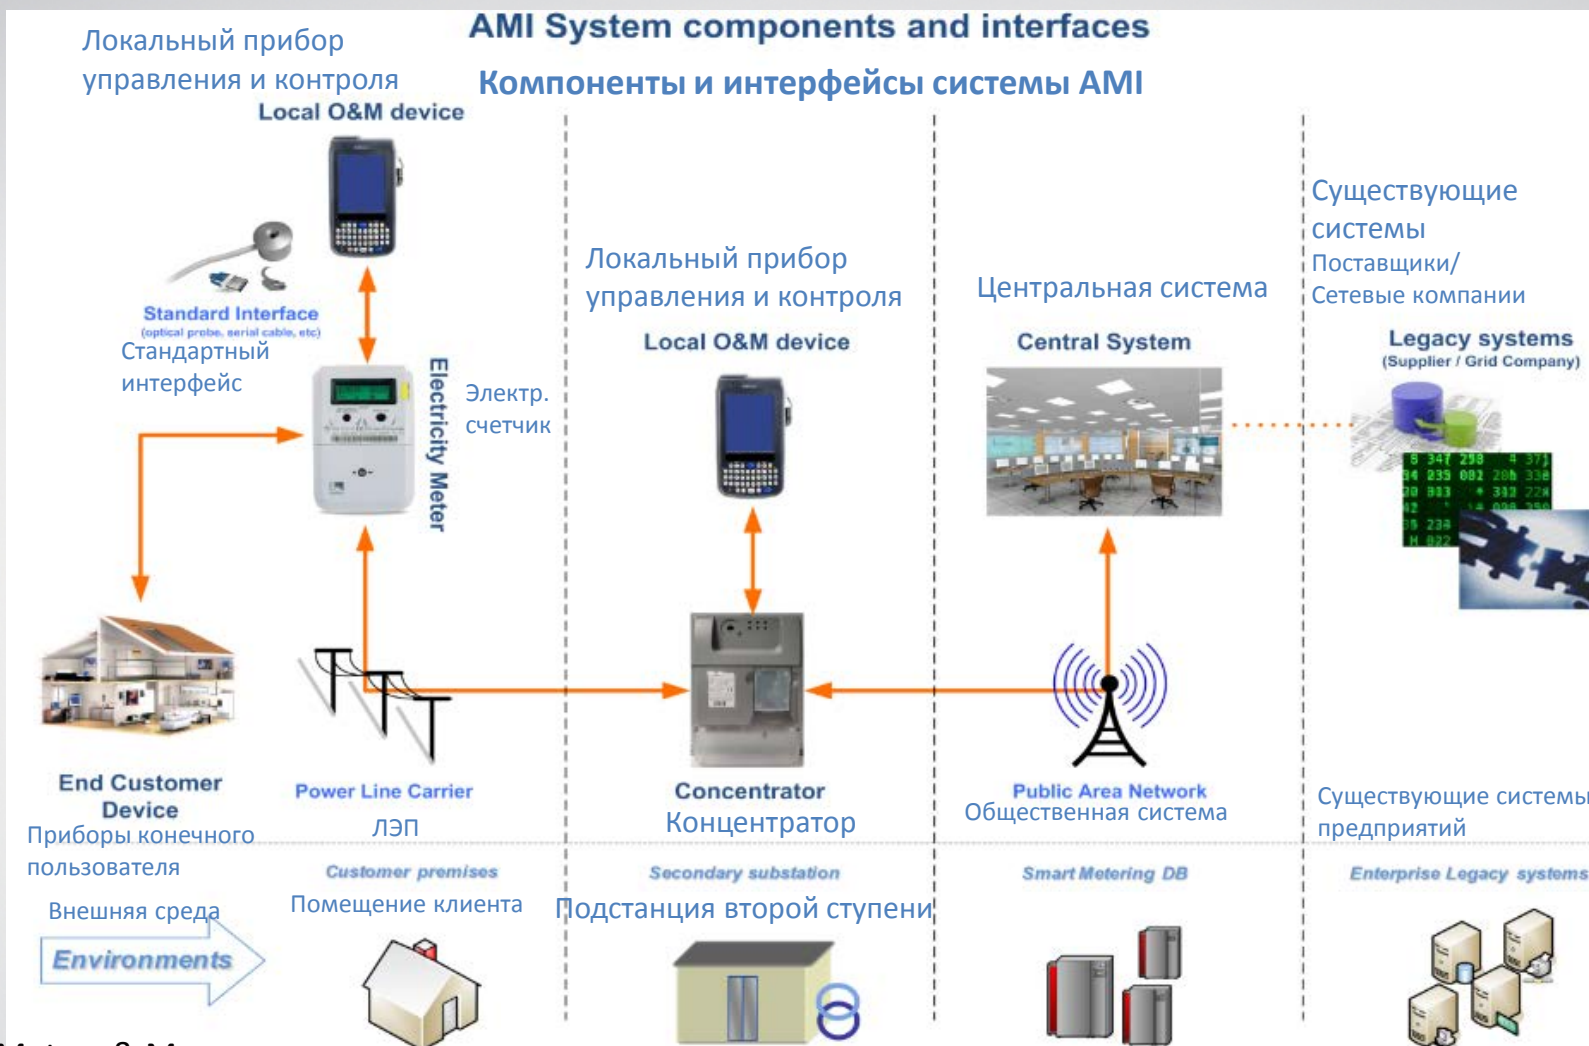 AMI System components and interfaces
Компоненты и интерфейсы системы AMI
Локальный прибор
управления и контроля
Local O&M device
Standard Interface
(optical probe, serial cable, etc)
Стандартный
интерфейс
Electricity Meter
Электр.
счетчик
End Customer
Device
Приборы конечного
пользователя
Power Line Carrier
ЛЭП
Локальный прибор
управления и контроля
Local O&M device
Concentrator
Концентратор
Центральная система
Central System
Public Area Network
Общественная система
Существующие
системы
Поставщики/
Сетевые компании
Legacy systems
(Supplier / Grid Company)
Существующие системы
предприятий
Внешняя среда
Environments
Customer premises
Помещение клиента
Secondary substation
Подстанция второй ступени
Smart Metering DB
Enterprise Legacy systems